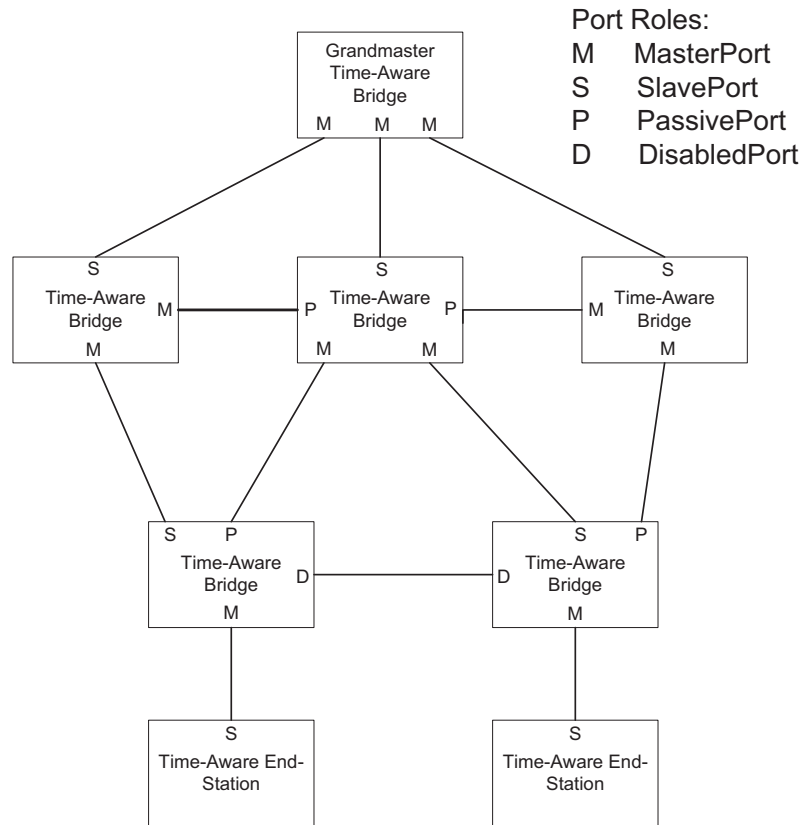 Port Roles:
M MasterPort
S SlavePort
P PassivePort
D DisabledPort
Grandmaster
Time-Aware
Bridge
M M M
S
Time-Aware
Bridge
M
M
S
P
Time-Aware
Bridge
P
M M
S
M
Time-Aware
Bridge
M
S P
Time-Aware
Bridge
D
M
S P
D
Time-Aware
Bridge
M
S
Time-Aware End-
Station
S
Time-Aware End-
Station